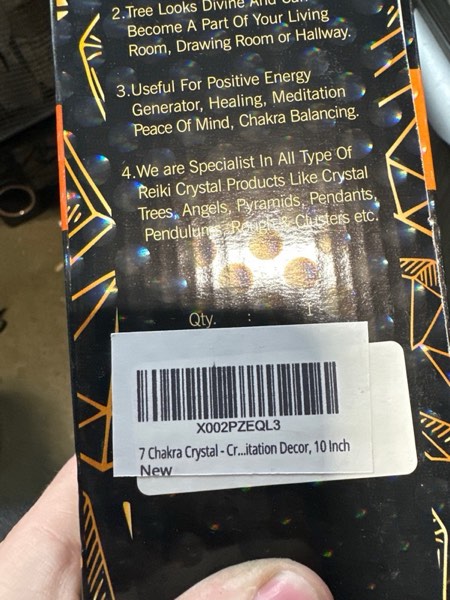 2.Tree Looks Divine And
Become A Part Of Your Living
Room, Drawing Room or Hallway.
3.Useful For Positive Energy
Generator, Healing, Meditation
Peace Of Mind, Chakra Balancing.
4.We are Specialist In All Type Of
Reiki Crystal Products Like Crystal
Trees, Angels, Pyramids, Pendants,
Pendulums, Rough & Clusters etc.
Qty. : 1
X002PZEQL3
7 Chakra Crystal - Cr...itation Decor, 10 Inch
New